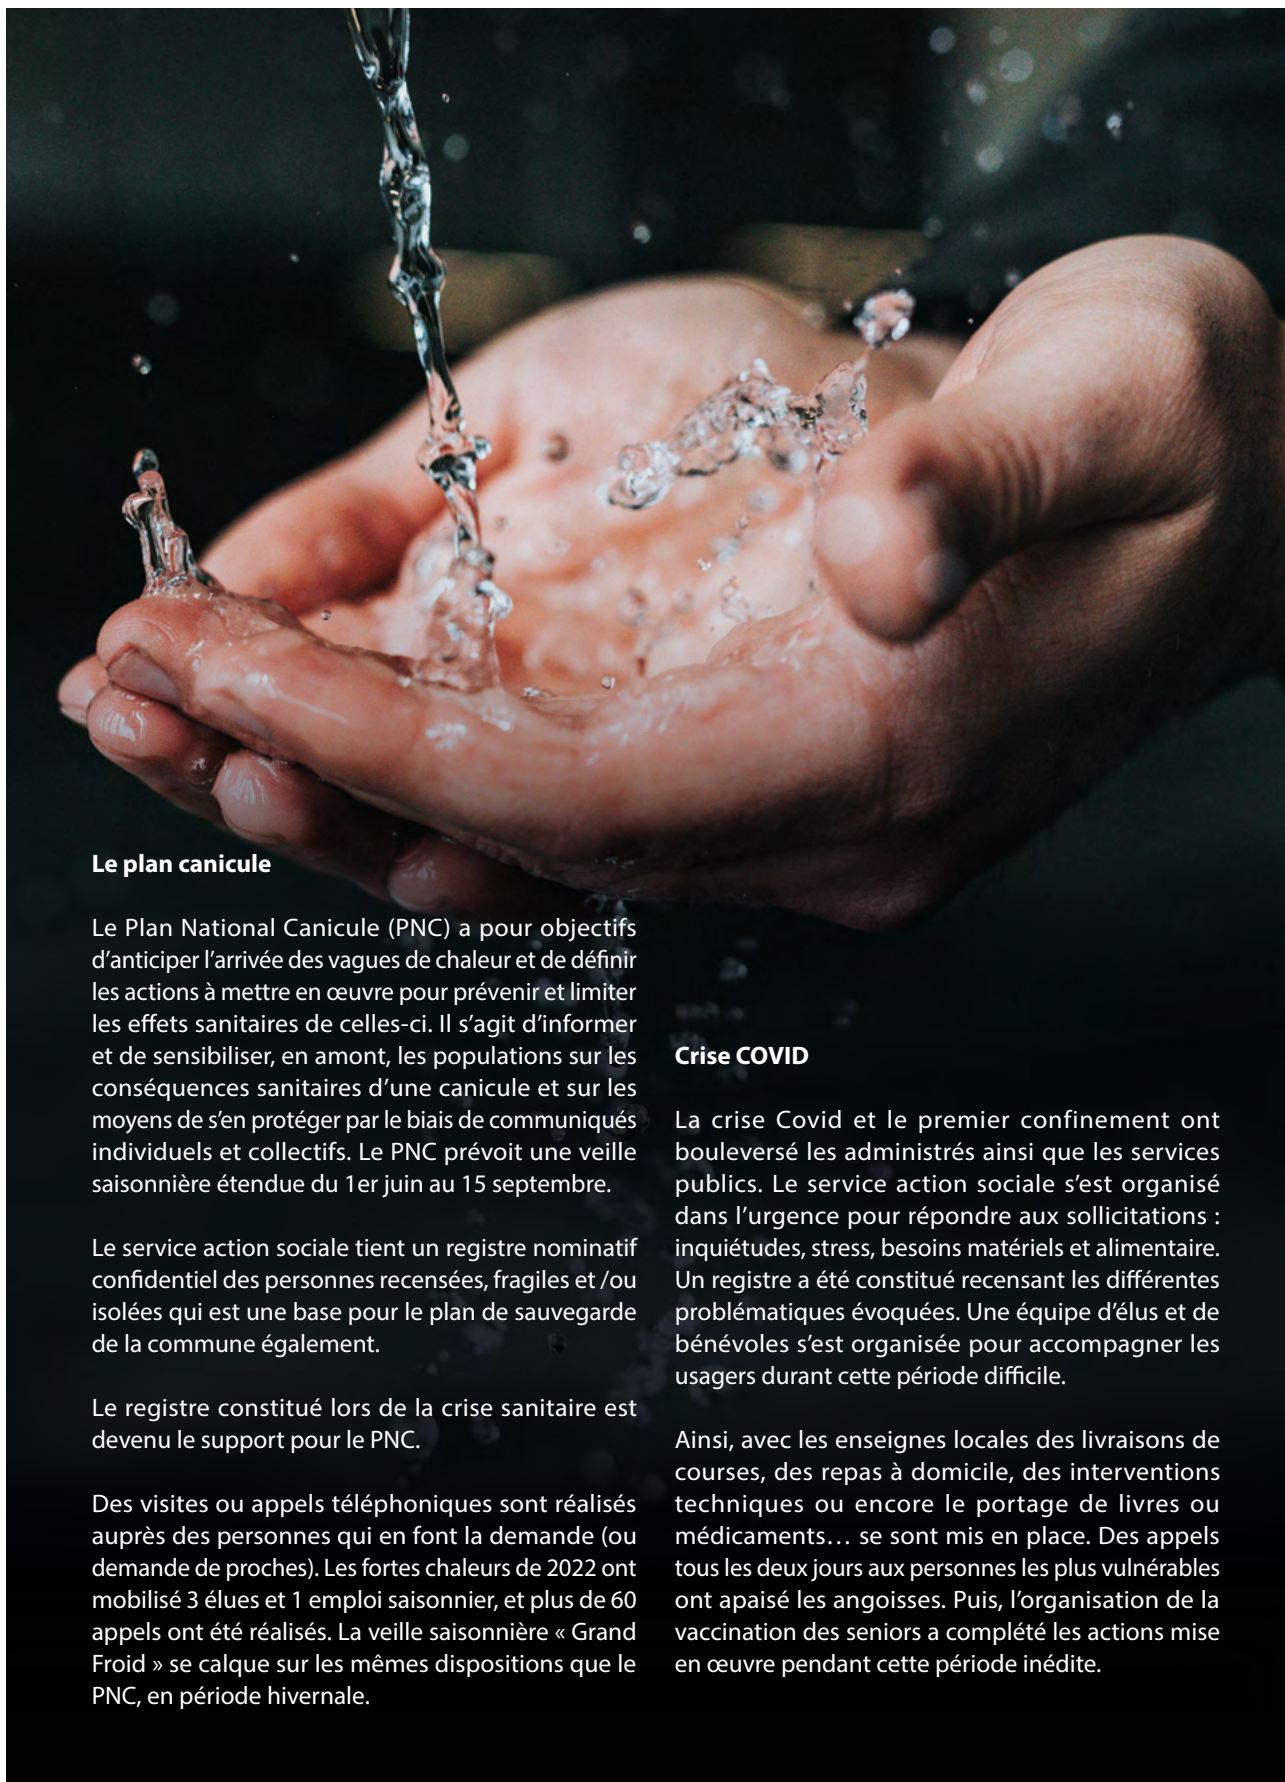 Le plan canicule
Le Plan National Canicule (PNC) a pour objectifs
d’anticiper l’arrivée des vagues de chaleur et de définir
les actions à mettre en œuvre pour prévenir et limiter
les effets sanitaires de celles-ci. Il s’agit d’informer
et de sensibiliser, en amont, les populations sur les
conséquences sanitaires d’une canicule et sur les
moyens de s’en protéger par le biais de communiqués
individuels et collectifs. Le PNC prévoit une veille
saisonnière étendue du 1er juin au 15 septembre.
Le service action sociale tient un registre nominatif
confidentiel des personnes recensées, fragiles et /ou
isolées qui est une base pour le plan de sauvegarde
de la commune également.
Le registre constitué lors de la crise sanitaire est
devenu le support pour le PNC.
Des visites ou appels téléphoniques sont réalisés
auprès des personnes qui en font la demande (ou
demande de proches). Les fortes chaleurs de 2022 ont
mobilisé 3 élues et 1 emploi saisonnier, et plus de 60
appels ont été réalisés. La veille saisonnière « Grand
Froid » se calque sur les mêmes dispositions que le
PNC, en période hivernale.
Crise COVID
La crise Covid et le premier confinement ont
bouleversé les administrés ainsi que les services
publics. Le service action sociale s’est organisé
dans l’urgence pour répondre aux sollicitations :
inquiétudes, stress, besoins matériels et alimentaire.
Un registre a été constitué recensant les différentes
problématiques évoquées. Une équipe d’élus et de
bénévoles s’est organisée pour accompagner les
usagers durant cette période difficile.
Ainsi, avec les enseignes locales des livraisons de
courses, des repas à domicile, des interventions
techniques ou encore le portage de livres ou
médicaments… se sont mis en place. Des appels
tous les deux jours aux personnes les plus vulnérables
ont apaisé les angoisses. Puis, l’organisation de la
vaccination des seniors a complété les actions mise
en œuvre pendant cette période inédite.